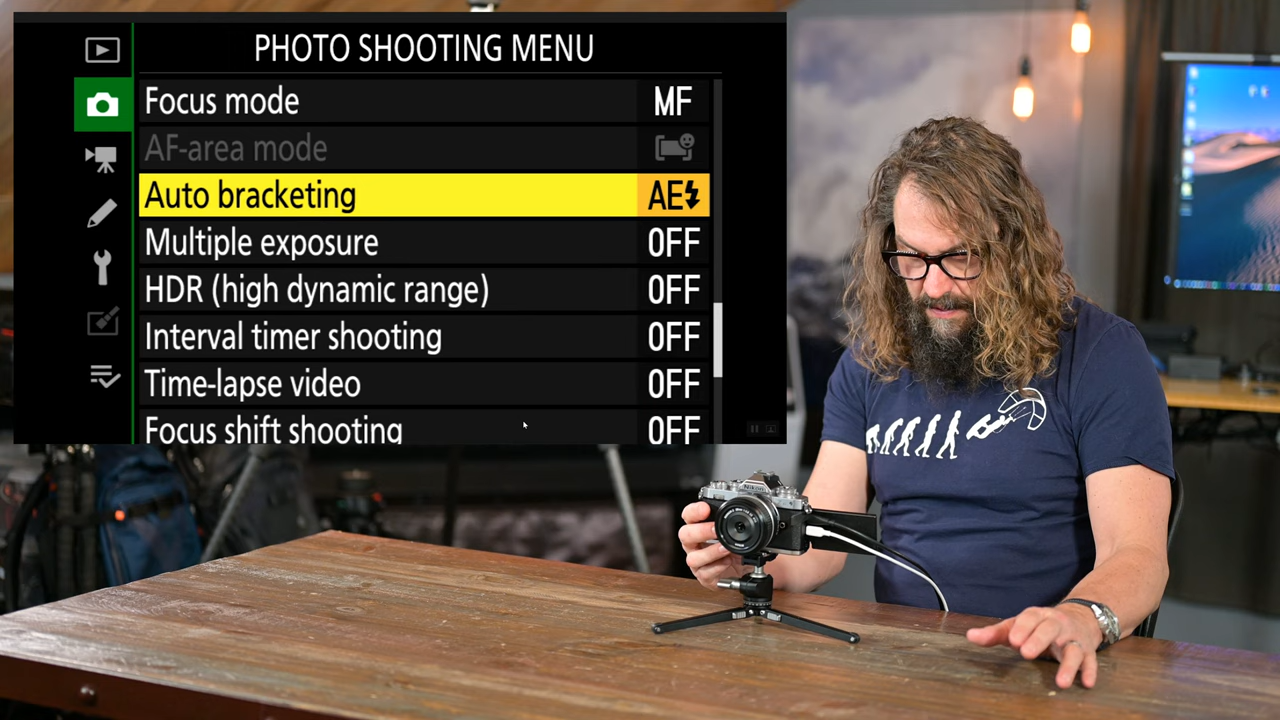 PHOTO SHOOTING MENU
Focus mode MF
AF-area mode
Auto bracketing AE
Multiple exposure OFF
HDR (high dynamic range) OFF
Interval timer shooting OFF
Time-lapse video OFF
Focus shift shooting OFF
Nikon